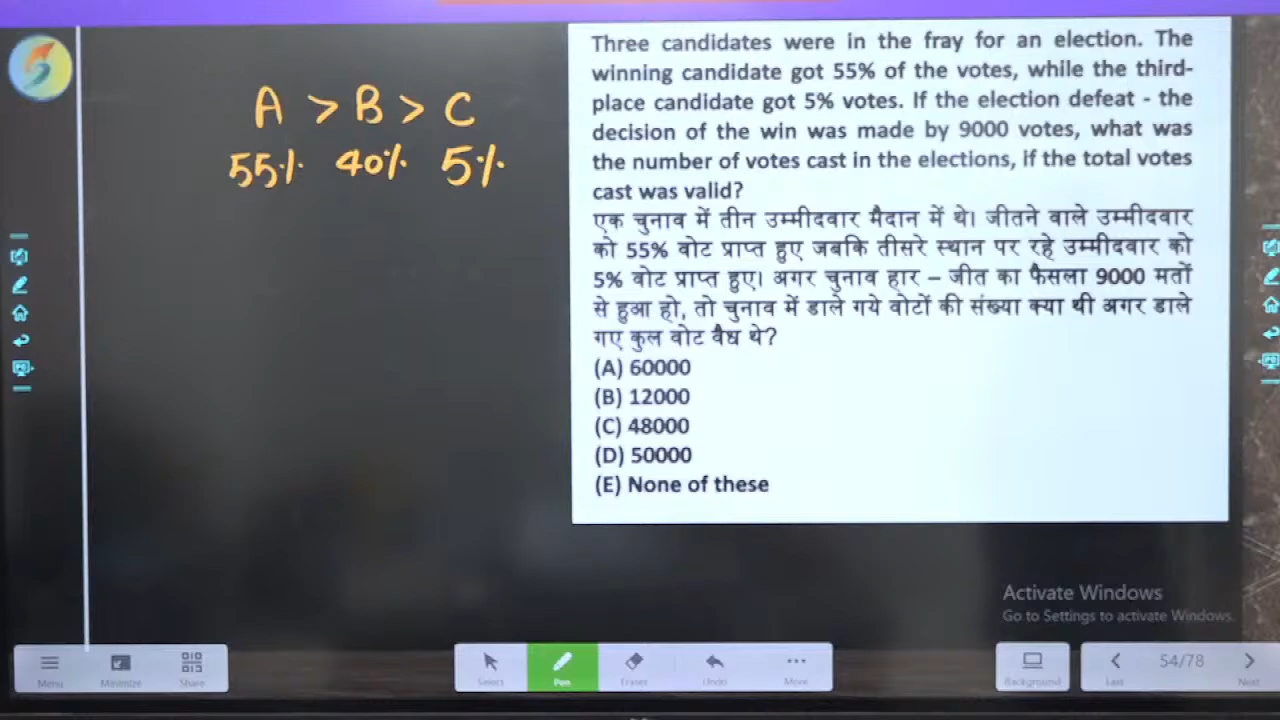 A > B > C
55% 40% 5%
Three candidates were in the fray for an election. The
winning candidate got 55% of the votes, while the third-
place candidate got 5% votes. If the election defeat - the
decision of the win was made by 9000 votes, what was
the number of votes cast in the elections, if the total votes
cast was valid?
एक चुनाव में तीन उम्मीदवार मैदान में थे। जीतने वाले उम्मीदवार
को 55% वोट प्राप्त हुए जबकि तीसरे स्थान पर रहे उम्मीदवार को
5% वोट प्राप्त हुए। अगर चुनाव हार – जीत का फैसला 9000 मतों
से हुआ हो, तो चुनाव में डाले गये वोटों की संख्या क्या थी अगर डाले
गए कुल वोट वैध थे?
(A) 60000
(B) 12000
(C) 48000
(D) 50000
(E) None of these
Activate Windows
Go to Settings to activate Windows.
Menu Minimize Share Select Pen Eraser Undo More Background Last 54/78 Next